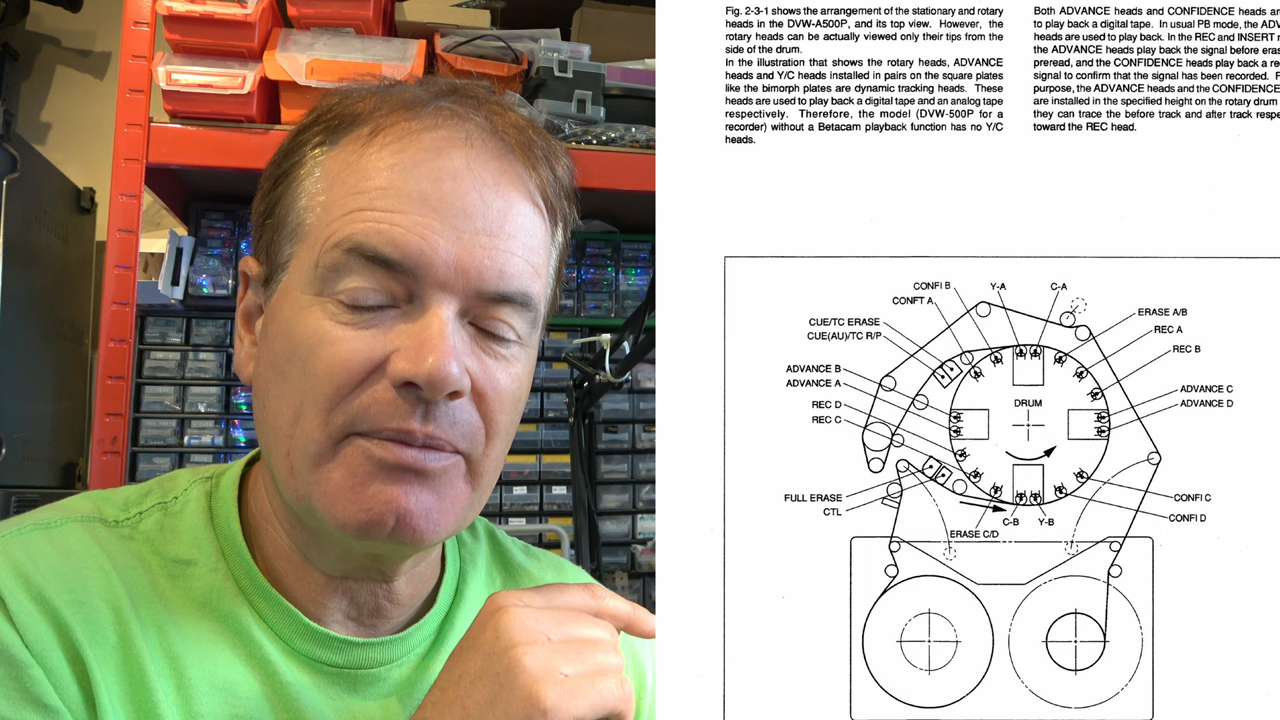 Fig. 2-3-1 shows the arrangement of the stationary and rotary
heads in the DVW-A500P, and its top view. However, the
rotary heads can be actually viewed only their tips from the
side of the drum.
In the illustration that shows the rotary heads, ADVANCE
heads and Y/C heads installed in pairs on the square plates
like the bimorph plates are dynamic tracking heads. These
heads are used to play back a digital tape and an analog tape
respectively. Therefore, the model (DVW-500P for a
recorder) without a Betacam playback function has no Y/C
heads.
Both ADVANCE heads and CONFIDENCE heads
to play back a digital tape. In usual PB mode, the
heads are used to play back. In the REC and INSERT
the ADVANCE heads play back the signal before
preread, and the CONFIDENCE heads play back a
signal to confirm that the signal has been recorded.
purpose, the ADVANCE heads and the CONFIDENCE
are installed in the specified height on the rotary drum
they can trace the before track and after track
toward the REC head.
CONFI B
Y-A
C-A
CONFT A
ERASE A/B
CUE/TC ERASE
REC A
CUE(AU)/TC R/P
REC B
ADVANCE B
ADVANCE A
ADVANCE C
DRUM
ADVANCE D
REC D
REC C
FULL ERASE
CONFI C
CTL
CONFI D
C-B
Y-B
ERASE C/D